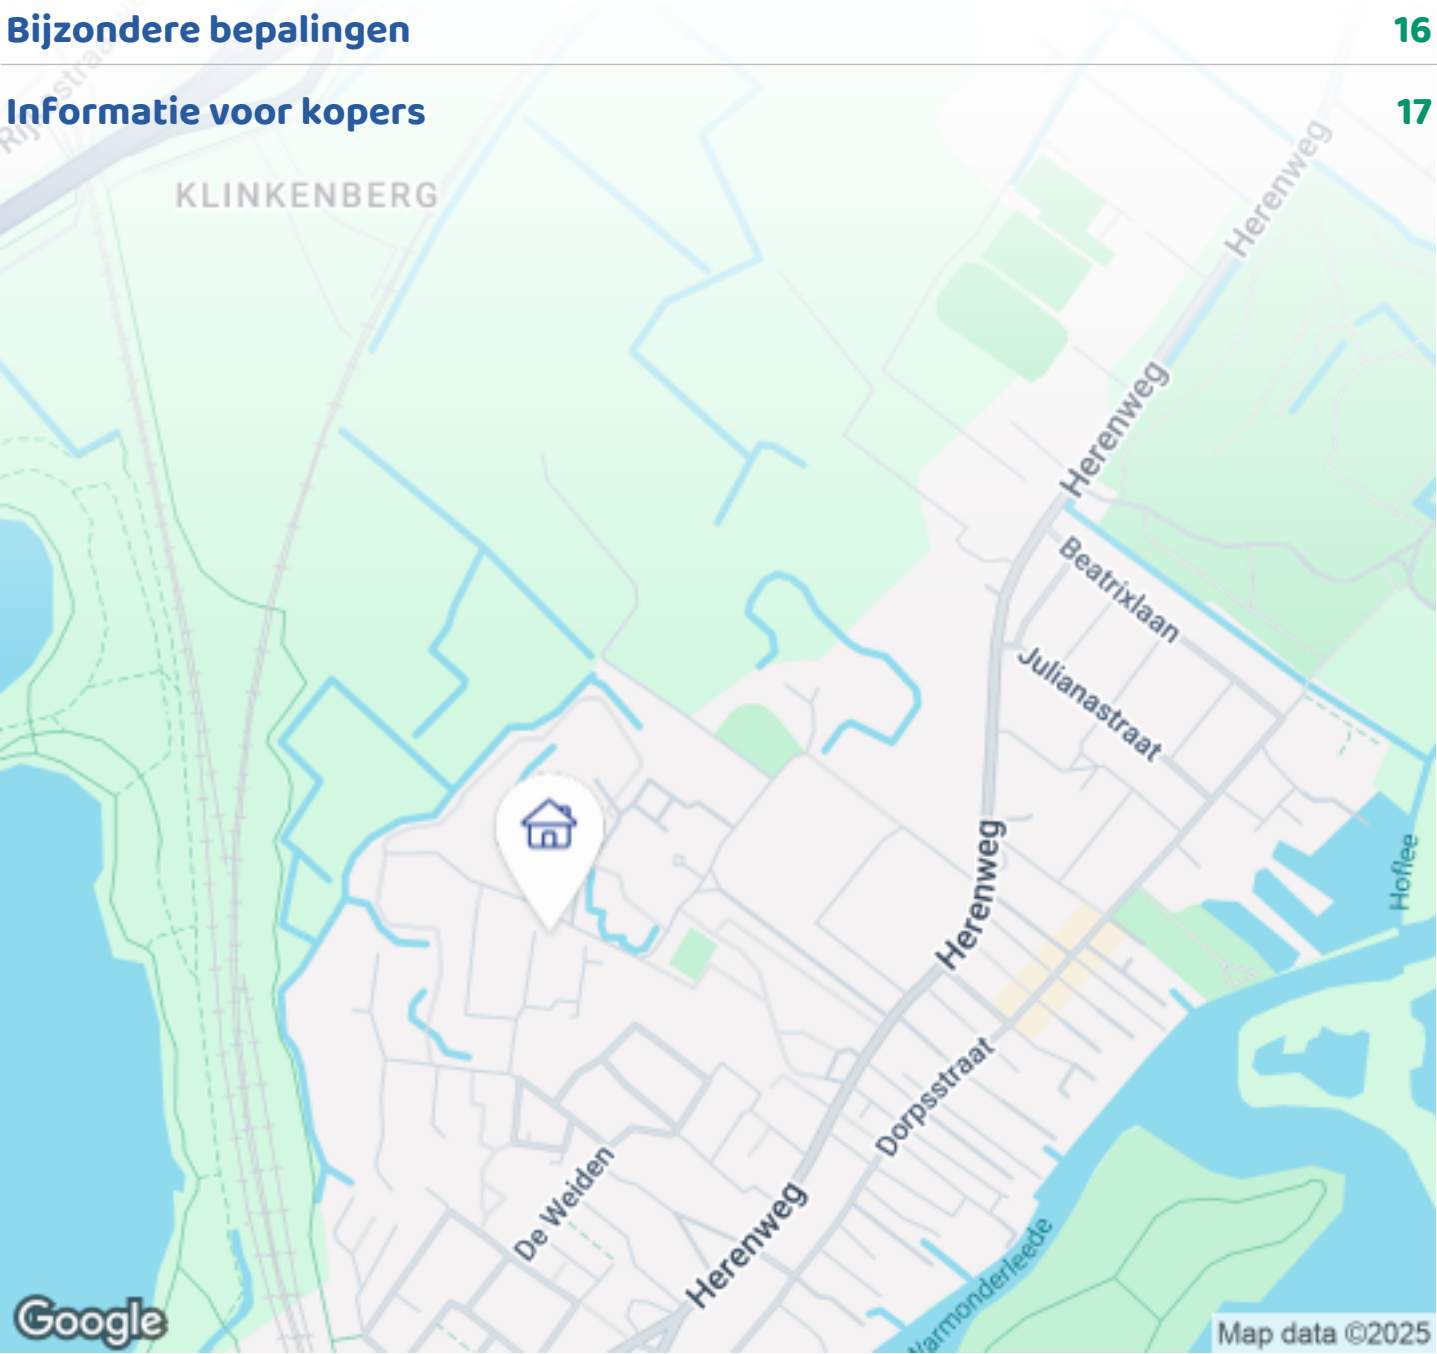 Bijzondere bepalingen 16
Informatie voor kopers 17
KLINKENBERG
Herenweg
Herenweg
Beatrixlaan
Julianastraat
Herenweg
Hoflee
Dorpsstraat
De Weiden
Herenweg
Warmonderleede
Google
Map data ©2025